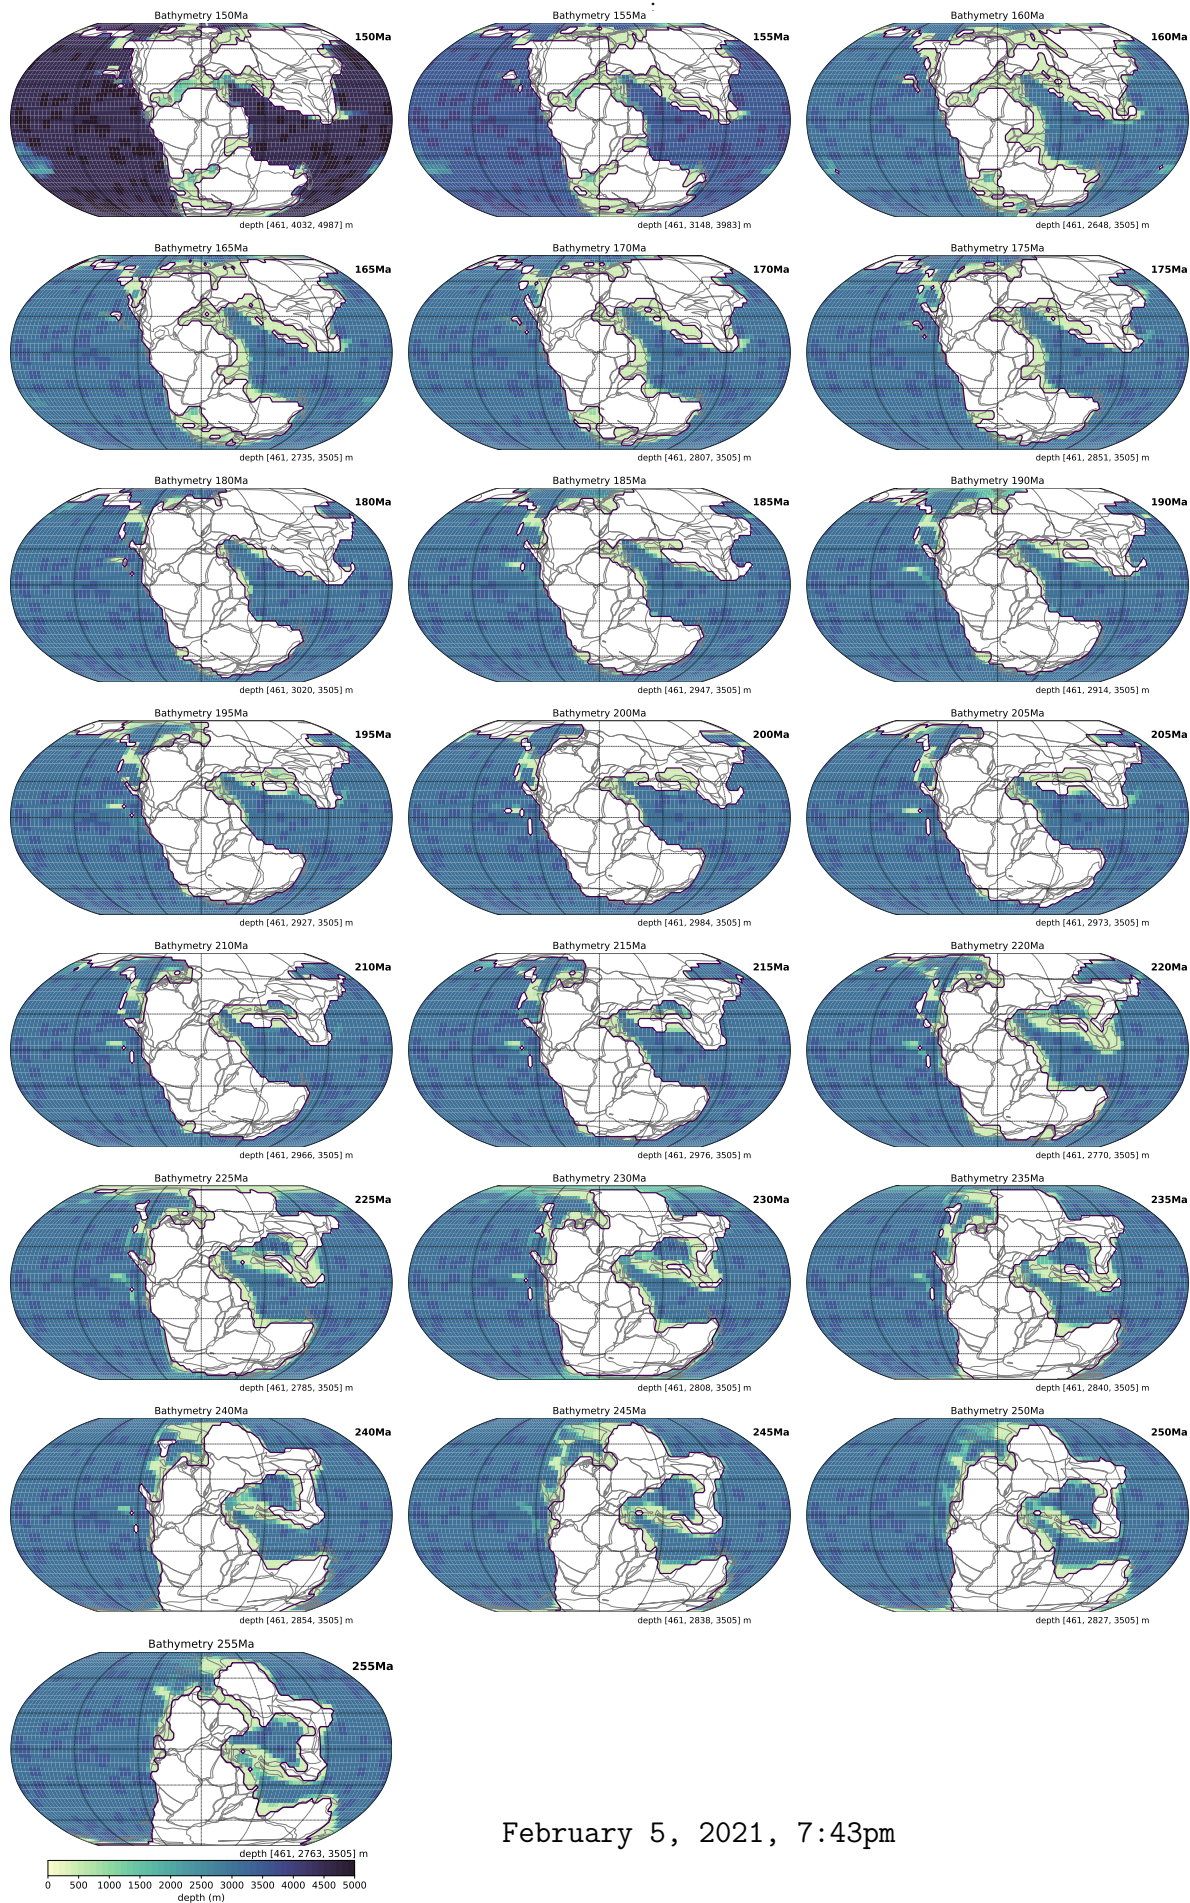 Bathymetry 150Ma
150Ma
depth [461, 4032, 4987] m
Bathymetry 155Ma
155Ma
depth [461, 3148, 3983] m
Bathymetry 160Ma
160Ma
depth [461, 2648, 3505] m
Bathymetry 165Ma
165Ma
depth [461, 2735, 3505] m
Bathymetry 170Ma
170Ma
depth [461, 2807, 3505] m
Bathymetry 175Ma
175Ma
depth [461, 2851, 3505] m
Bathymetry 180Ma
180Ma
depth [461, 3020, 3505] m
Bathymetry 185Ma
185Ma
depth [461, 2947, 3505] m
Bathymetry 190Ma
190Ma
depth [461, 2914, 3505] m
Bathymetry 195Ma
195Ma
depth [461, 2927, 3505] m
Bathymetry 200Ma
200Ma
depth [461, 2984, 3505] m
Bathymetry 205Ma
205Ma
depth [461, 2973, 3505] m
Bathymetry 210Ma
210Ma
depth [461, 2966, 3505] m
Bathymetry 215Ma
215Ma
depth [461, 2976, 3505] m
Bathymetry 220Ma
220Ma
depth [461, 2770, 3505] m
Bathymetry 225Ma
225Ma
depth [461, 2785, 3505] m
Bathymetry 230Ma
230Ma
depth [461, 2808, 3505] m
Bathymetry 235Ma
235Ma
depth [461, 2840, 3505] m
Bathymetry 240Ma
240Ma
depth [461, 2854, 3505] m
Bathymetry 245Ma
245Ma
depth [461, 2838, 3505] m
Bathymetry 250Ma
250Ma
depth [461, 2827, 3505] m
Bathymetry 255Ma
255Ma
depth [461, 2763, 3505] m
0 500 1000 1500 2000 2500 3000 3500 4000 4500 5000
depth (m)
February 5, 2021, 7:43pm